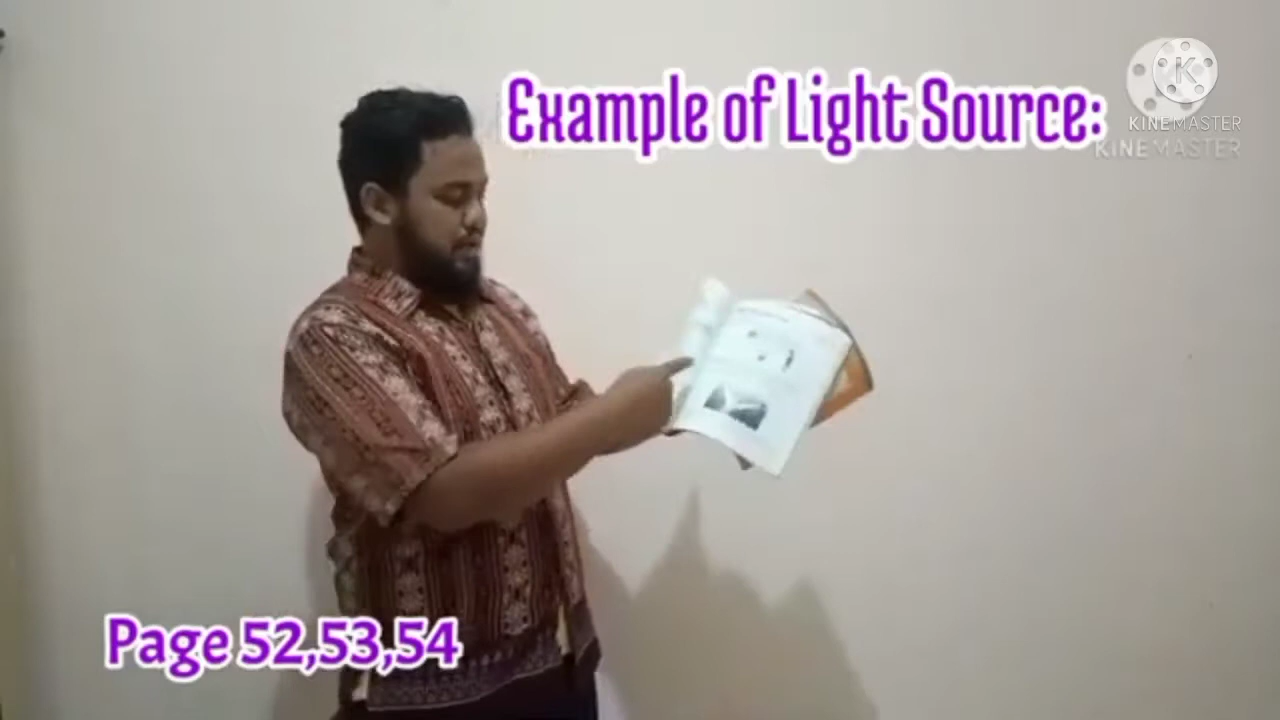 Example of Light Source:
K
KINEMASTER
KINEMASTER
Page 52,53,54